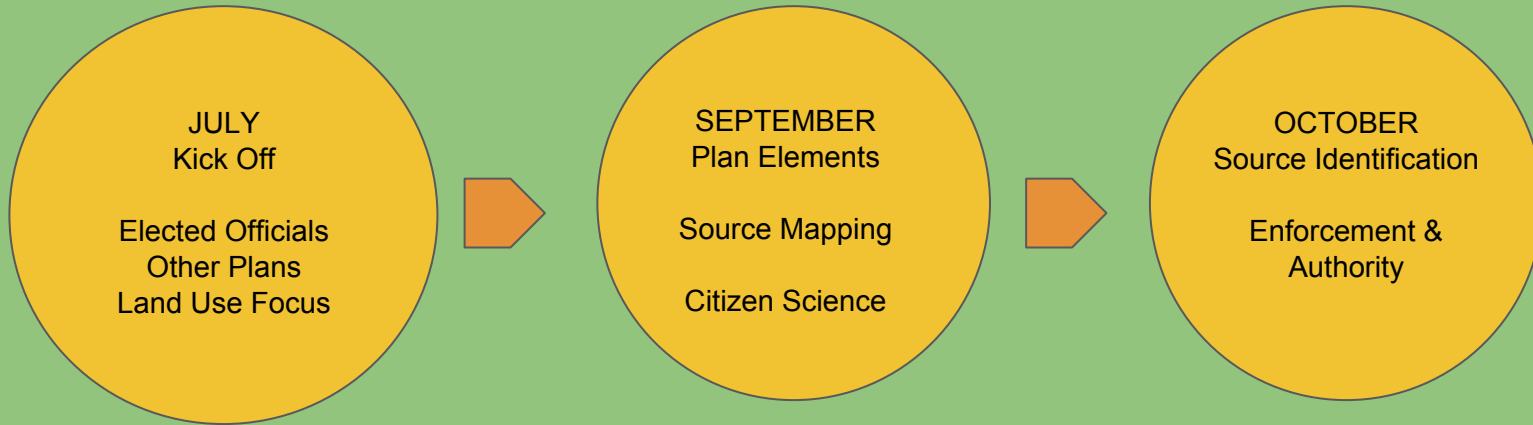 JULY
Kick Off
Elected Officials
Other Plans
Land Use Focus
SEPTEMBER
Plan Elements
Source Mapping
Citizen Science
OCTOBER
Source Identification
Enforcement &
Authority